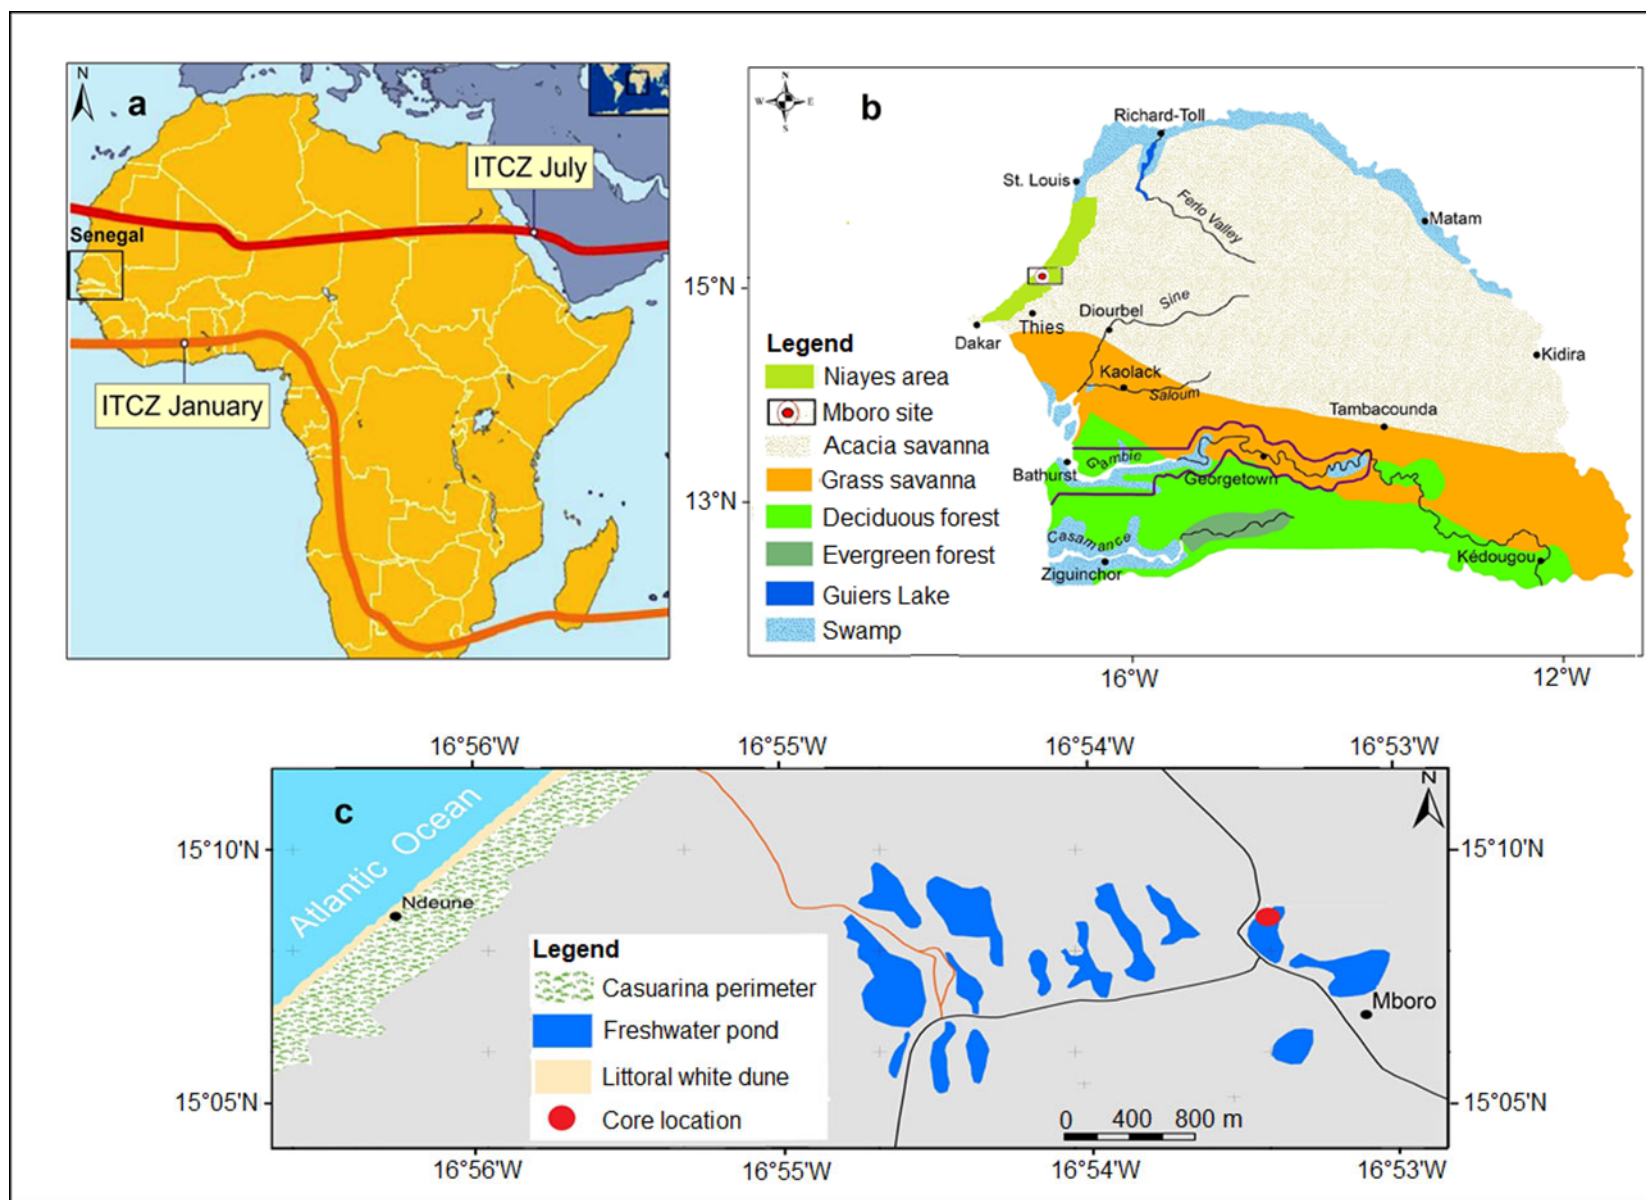 N
a
ITCZ July
Senegal
ITCZ January
N
W E
S
b
Richard-Toll
St. Louis
Ferlo Valley
Matam
15°N
Sine
Diourbel
Thies
Dakar
Kidira
Kaolack
Saloum
Tambacounda
Gambie
Bathurst
Georgetown
13°N
Casamance
Ziguinchor
Kédougou
Legend
Niayes area
Mboro site
Acacia savanna
Grass savanna
Deciduous forest
Evergreen forest
Guiers Lake
Swamp
16°W 12°W
16°56'W 16°55'W 16°54'W 16°53'W
c
N
Atlantic Ocean
15°10'N 15°10'N
Ndeune
Mboro
Legend
Casuarina perimeter
Freshwater pond
Littoral white dune
Core location
15°05'N 15°05'N
0 400 800 m
16°56'W 16°55'W 16°54'W 16°53'W